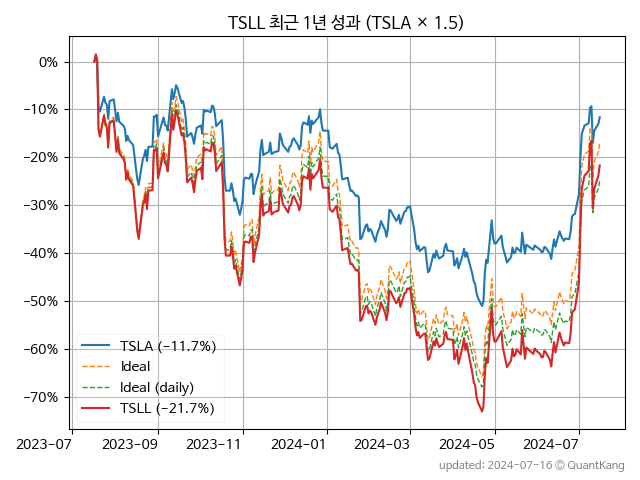 TSLL 최근 1년 성과 (TSLA × 1.5)
0%
−10%
−20%
−30%
−40%
−50%
−60%
−70%
TSLA (−11.7%)
Ideal
Ideal (daily)
TSLL (−21.7%)
2023-07 2023-09 2023-11 2024-01 2024-03 2024-05 2024-07
updated: 2024-07-16 © QuantKang